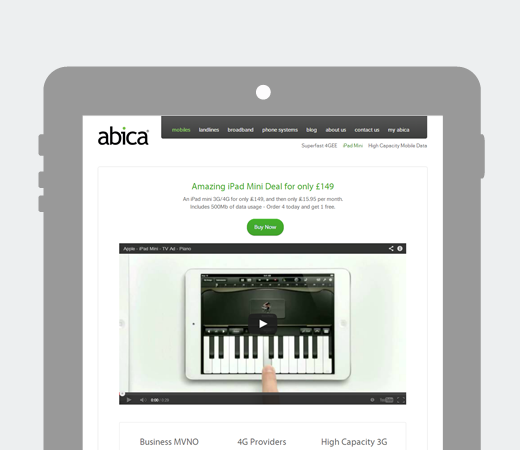 abica
mobiles landlines broadband phone systems blog about us contact us my abica
Superfast 4GEE iPad Mini High Capacity Mobile Data
Amazing iPad Mini Deal for only £149
An iPad mini 3G/4G for only £149, and then only £15.95 per month.
Includes 500Mb of data usage - Order 4 today and get 1 free.
Buy Now
Apple - iPad Mini - TV Ad - Piano
0:00
YouTube
Business MVNO 4G Providers High Capacity 3G